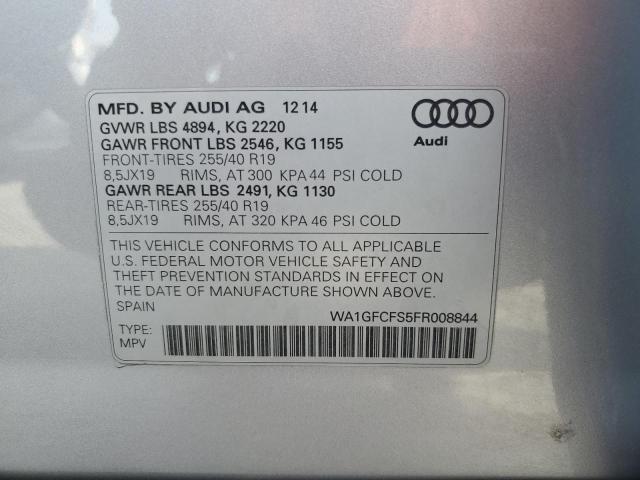 MFD. BY AUDI AG 12 14
GVWR LBS 4894, KG 2220
GAWR FRONT LBS 2546, KG 1155
FRONT-TIRES 255/40 R19
8,5JX19 RIMS, AT 300 KPA 44 PSI COLD
GAWR REAR LBS 2491, KG 1130
REAR-TIRES 255/40 R19
8,5JX19 RIMS, AT 320 KPA 46 PSI COLD
Audi
THIS VEHICLE CONFORMS TO ALL APPLICABLE
U.S. FEDERAL MOTOR VEHICLE SAFETY AND
THEFT PREVENTION STANDARDS IN EFFECT ON
THE DATE OF MANUFACTURE SHOWN ABOVE.
SPAIN WA1GFCFS5FR008844
TYPE:
MPV